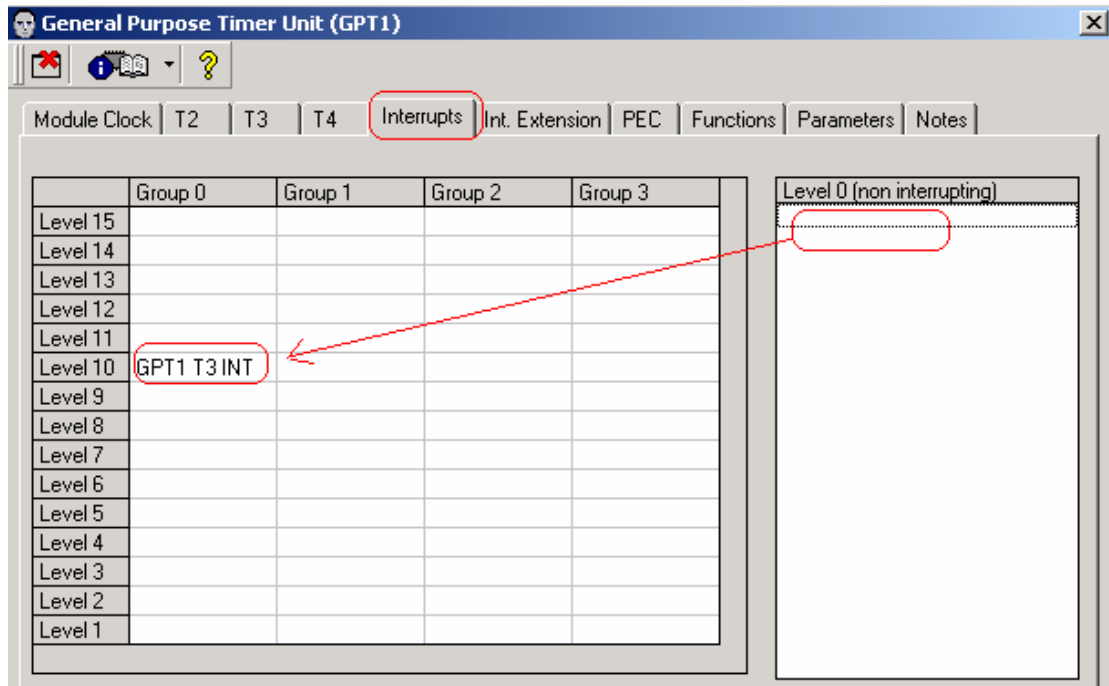 General Purpose Timer Unit (GPT1)
Module Clock T2 T3 T4 Interrupts Int. Extension PEC Functions Parameters Notes
Group 0 Group 1 Group 2 Group 3 Level 0 (non interrupting)
Level 15
Level 14
Level 13
Level 12
Level 11
Level 10 GPT1 T3 INT
Level 9
Level 8
Level 7
Level 6
Level 5
Level 4
Level 3
Level 2
Level 1